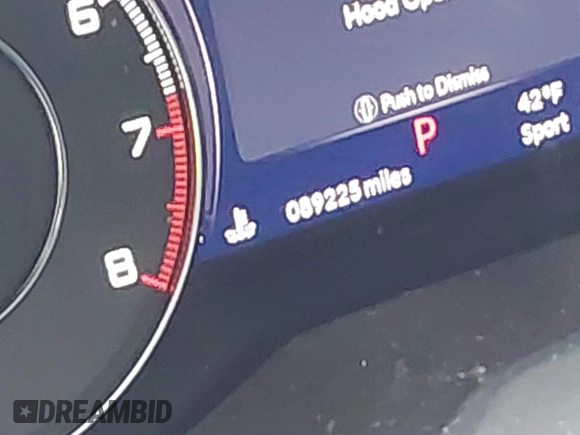 6
Hood Open
Push to Dismiss
42°F
7
P
Sport
089225 miles
8
DREAMBID